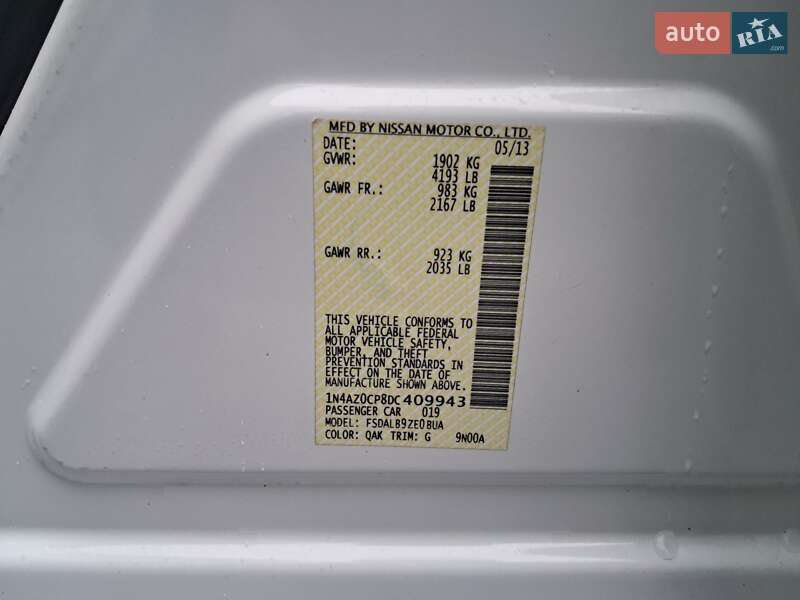 auto RIA.com
MFD BY NISSAN MOTOR CO., LTD.
DATE: 05/13
GVWR: 1902 KG
4193 LB
GAWR FR.: 983 KG
2167 LB
GAWR RR.: 923 KG
2035 LB
THIS VEHICLE CONFORMS TO
ALL APPLICABLE FEDERAL
MOTOR VEHICLE SAFETY,
BUMPER, AND THEFT
PREVENTION STANDARDS IN
EFFECT ON THE DATE OF
MANUFACTURE SHOWN ABOVE.
1N4AZ0CP8DC409943
PASSENGER CAR 019
MODEL: FSDALB9ZE0BUA
COLOR: QAK TRIM: G 9N00A